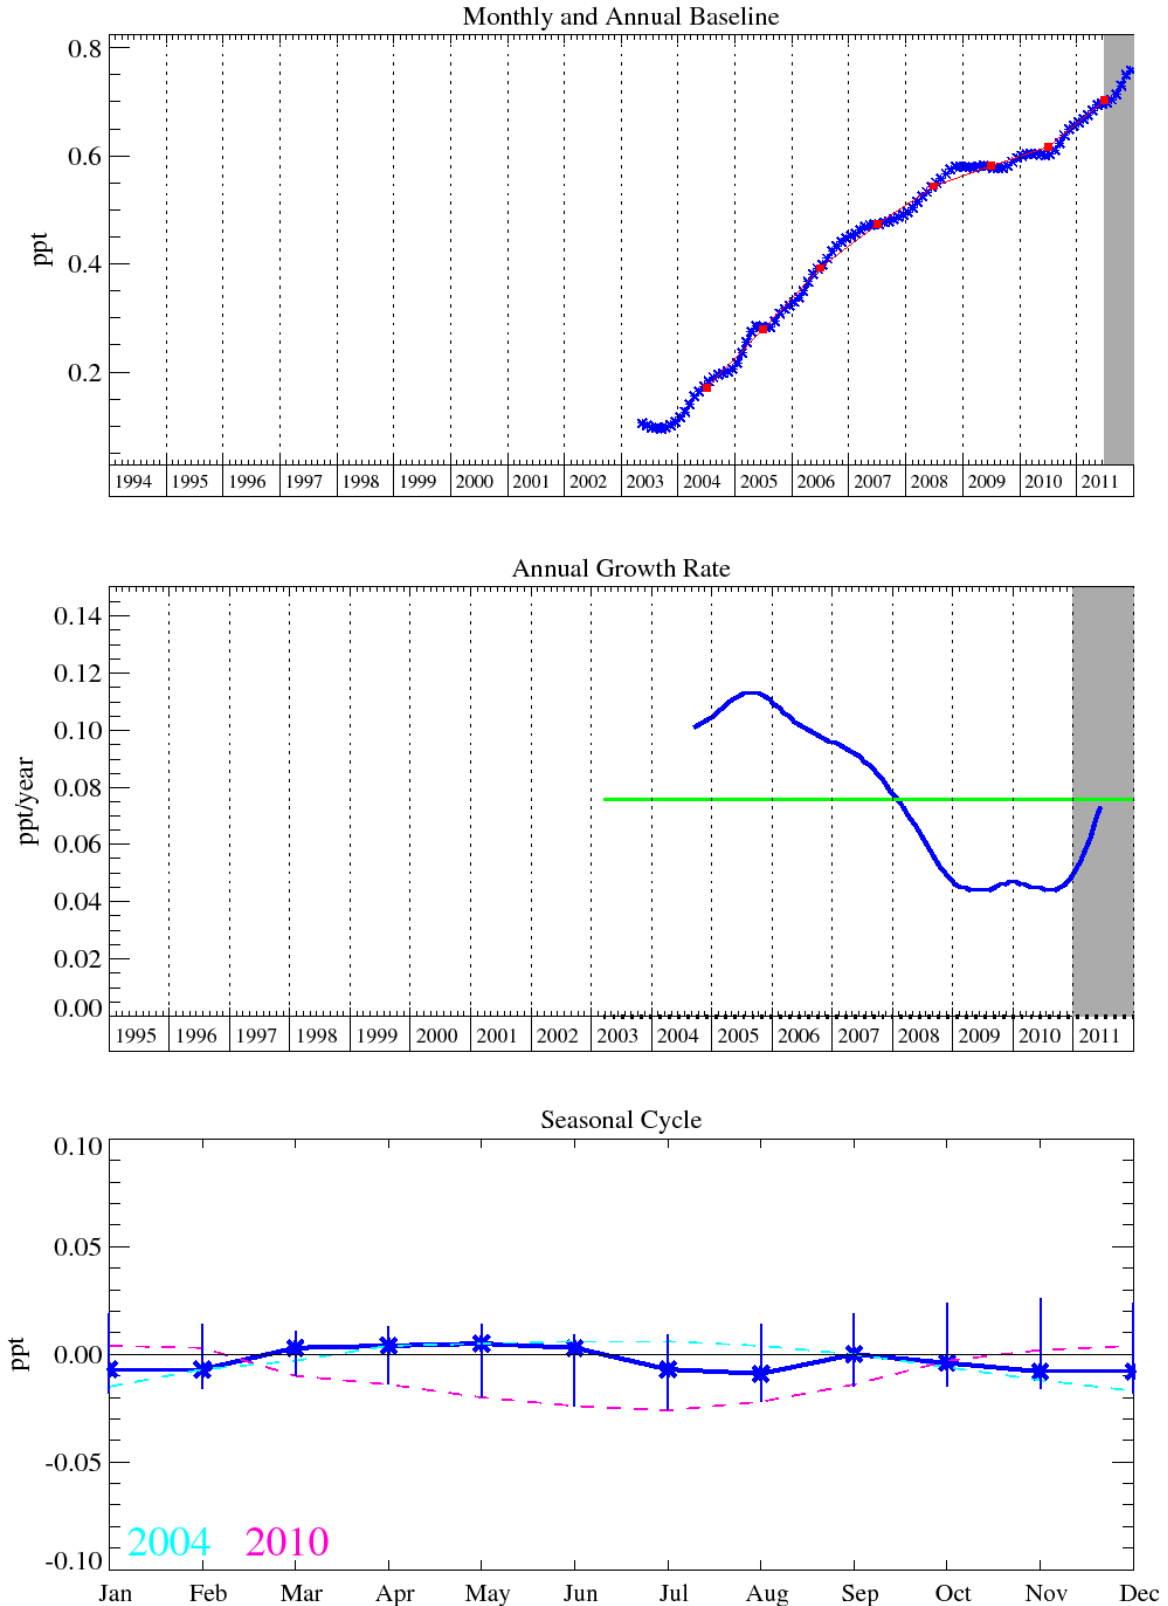 Monthly and Annual Baseline
0.8
0.6
0.4
0.2
ppt
1994 1995 1996 1997 1998 1999 2000 2001 2002 2003 2004 2005 2006 2007 2008 2009 2010 2011
Annual Growth Rate
0.14
0.12
0.10
0.08
0.06
0.04
0.02
0.00
ppt/year
1995 1996 1997 1998 1999 2000 2001 2002 2003 2004 2005 2006 2007 2008 2009 2010 2011
Seasonal Cycle
0.10
0.05
0.00
-0.05
-0.10
ppt
2004 2010
Jan Feb Mar Apr May Jun Jul Aug Sep Oct Nov Dec